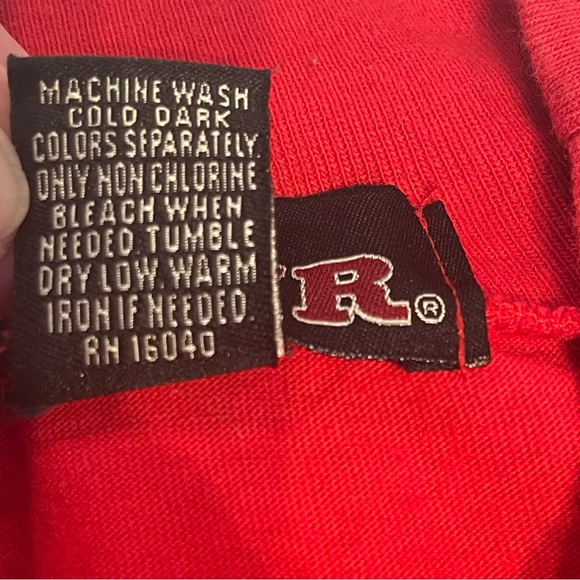 MACHINE WASH
COLD. DARK
COLORS SEPARATELY.
ONLY NON CHLORINE
BLEACH WHEN
NEEDED. TUMBLE
DRY LOW. WARM
IRON IF NEEDED.
RN 16040
R®